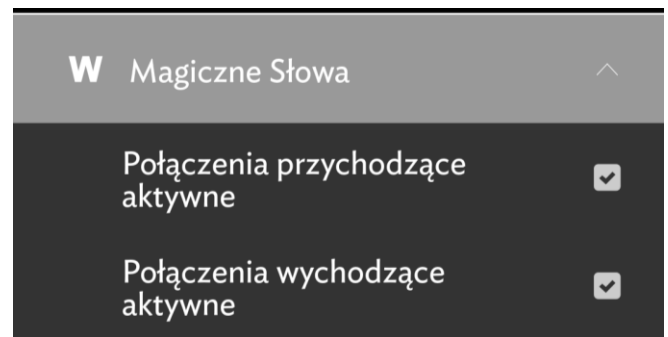 W Magiczne Słowa
Połączenia przychodzące
aktywne
Połączenia wychodzące
aktywne